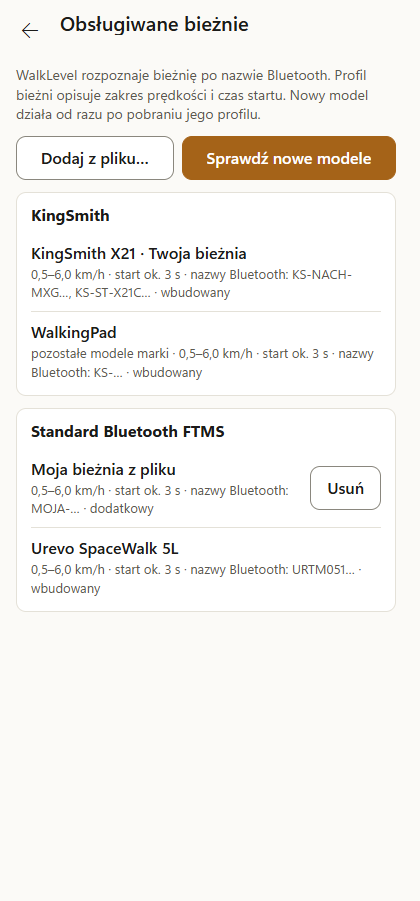 Obsługiwane bieżnie
WalkLevel rozpoznaje bieżnię po nazwie Bluetooth. Profil
bieżni opisuje zakres prędkości i czas startu. Nowy model
działa od razu po pobraniu jego profilu.
Dodaj z pliku...
Sprawdź nowe modele
KingSmith
KingSmith X21 · Twoja bieżnia
0,5–6,0 km/h · start ok. 3 s · nazwy Bluetooth: KS-NACH-
MXG..., KS-ST-X21C... · wbudowany
WalkingPad
pozostałe modele marki · 0,5–6,0 km/h · start ok. 3 s · nazwy
Bluetooth: KS-... · wbudowany
Standard Bluetooth FTMS
Moja bieżnia z pliku
0,5–6,0 km/h · start ok. 3 s · nazwy Bluetooth:
MOJA-... · dodatkowy
Usuń
Urevo SpaceWalk 5L
0,5–6,0 km/h · start ok. 3 s · nazwy Bluetooth: URTM051... ·
wbudowany